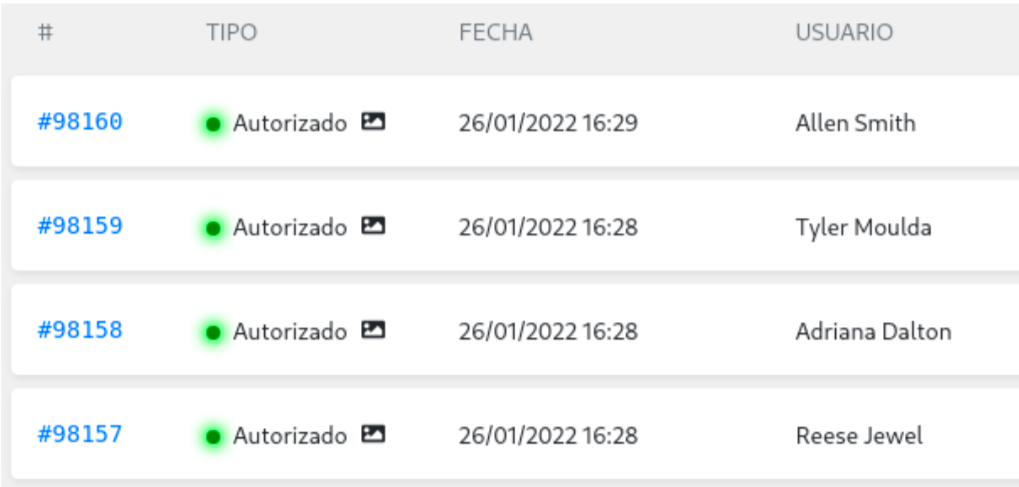 # TIPO FECHA USUARIO
#98160 Autorizado 26/01/2022 16:29 Allen Smith
#98159 Autorizado 26/01/2022 16:28 Tyler Moulda
#98158 Autorizado 26/01/2022 16:28 Adriana Dalton
#98157 Autorizado 26/01/2022 16:28 Reese Jewel